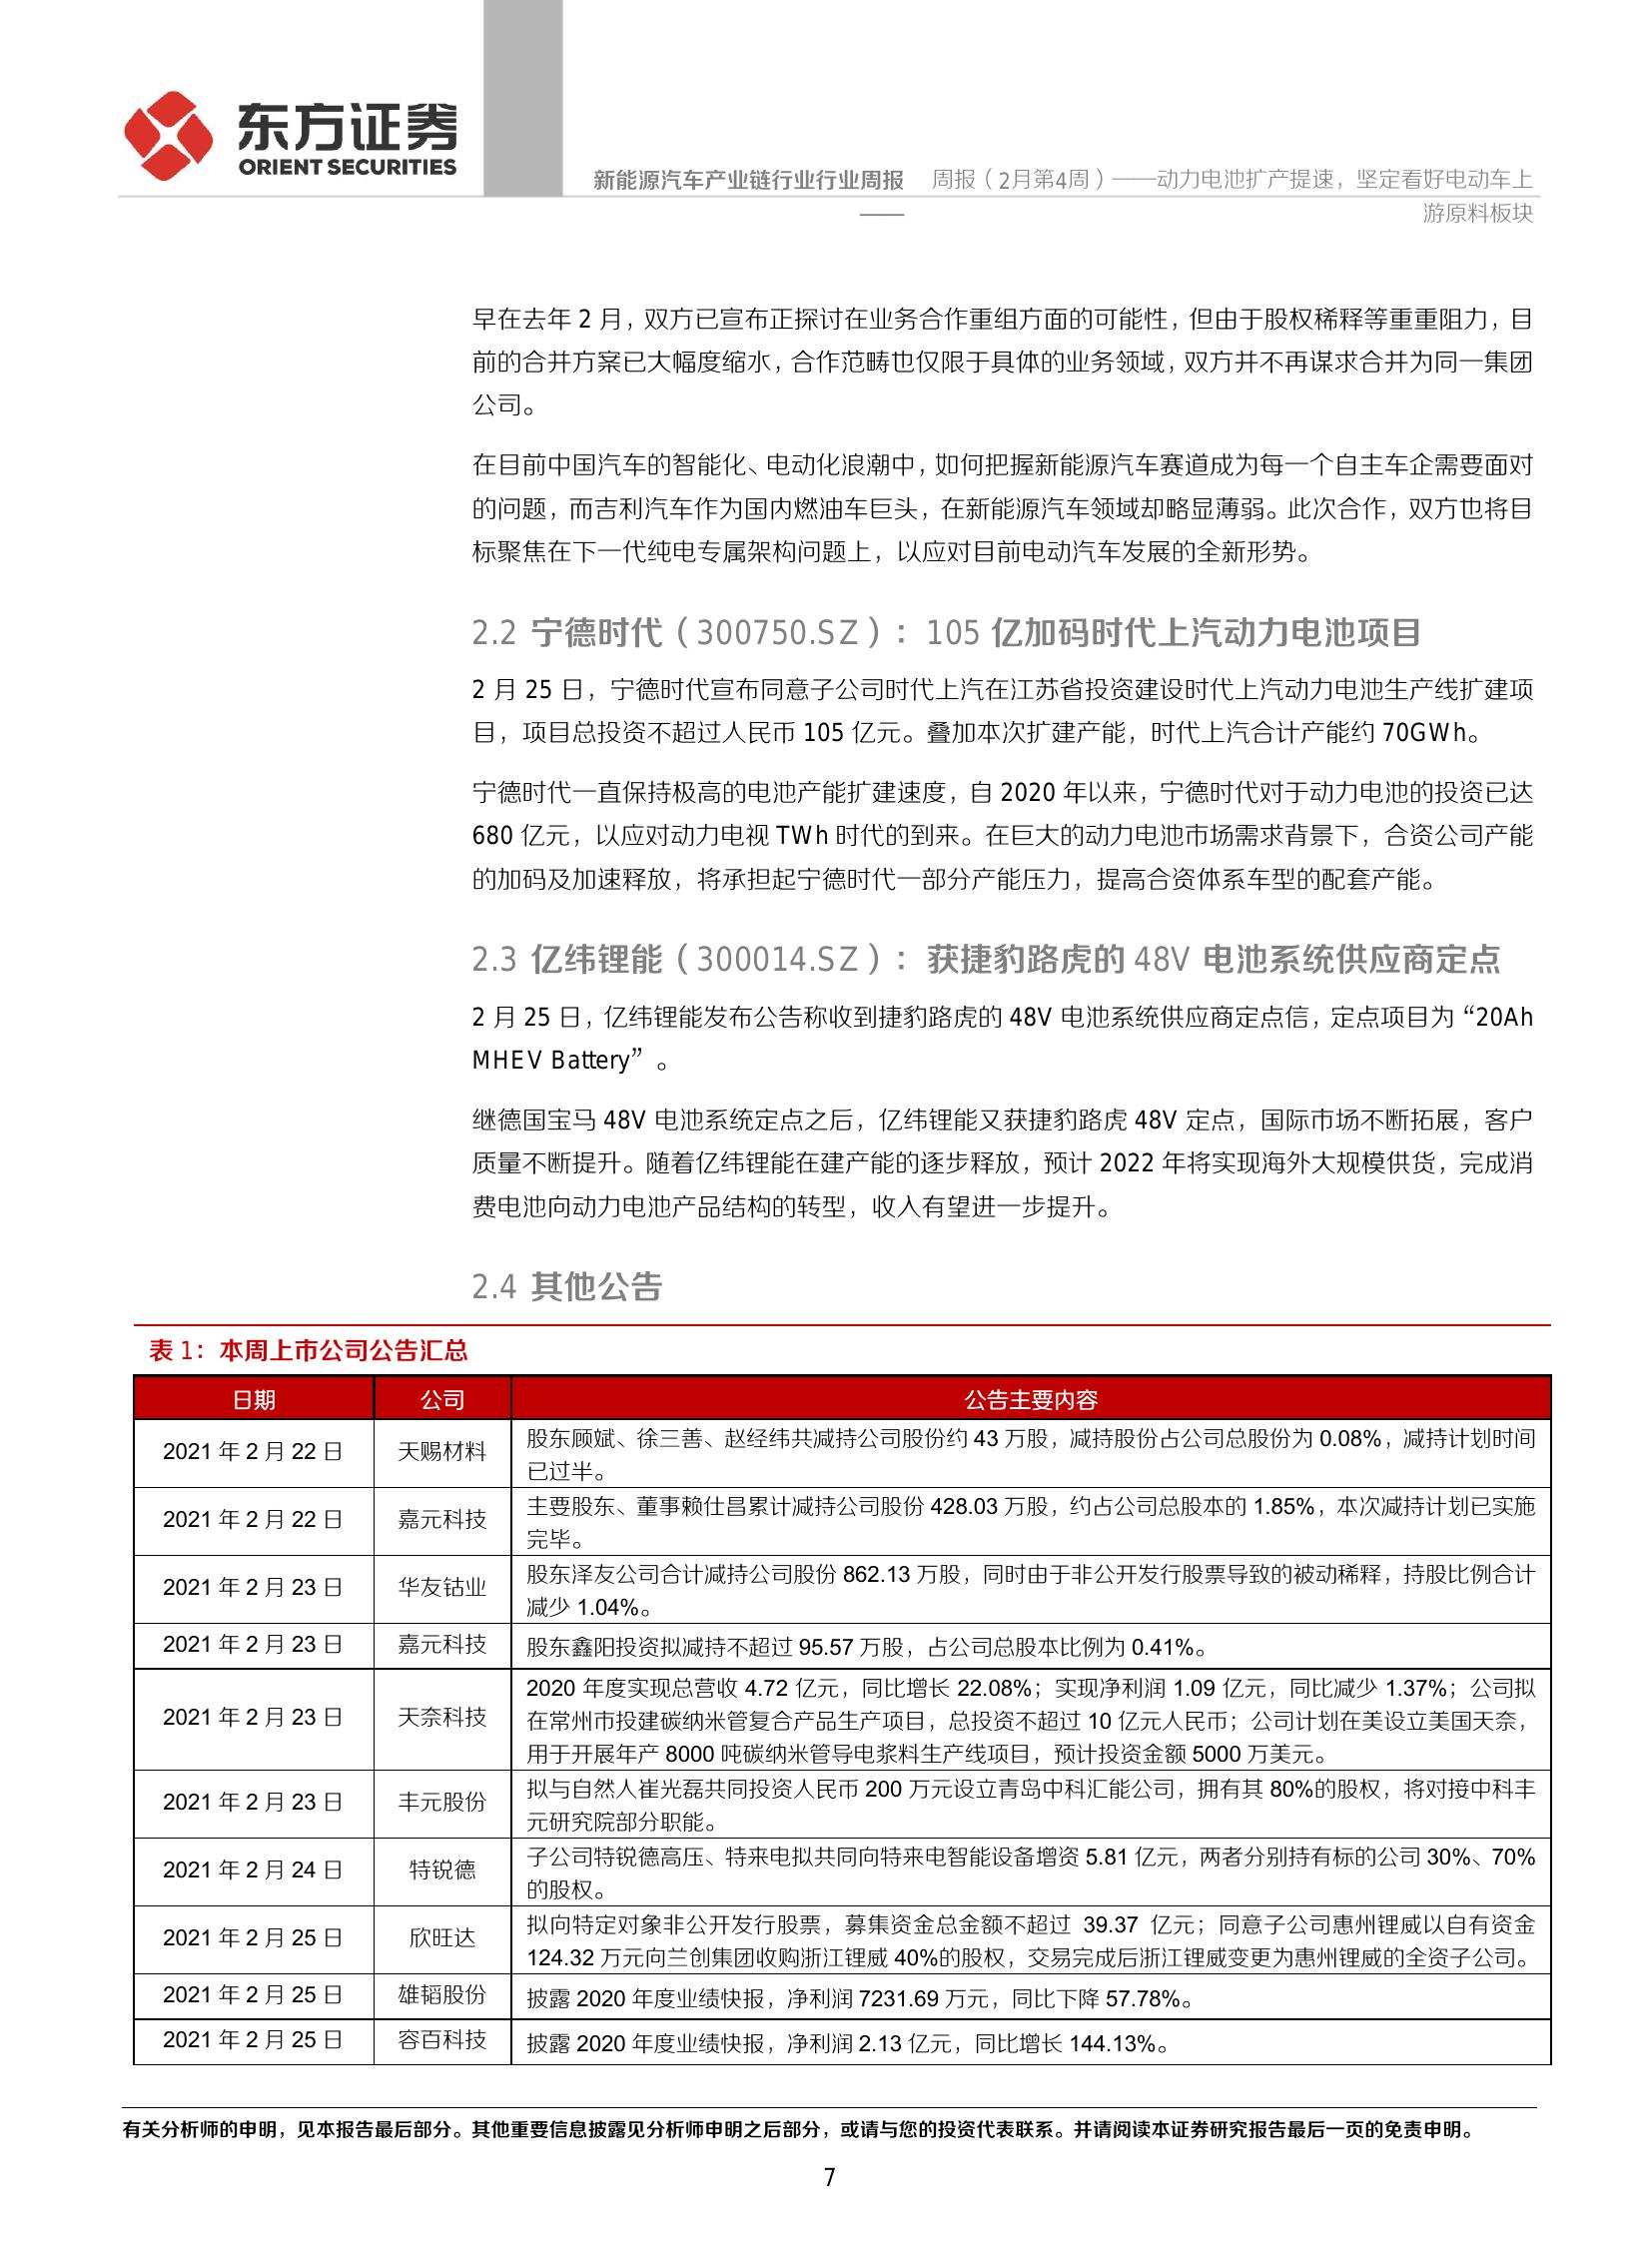 东方证券
ORIENT SECURITIES
新能源汽车产业链行业行业周报 周报（2月第4周）——动力电池扩产提速，坚定看好电动车上
——
游原料板块
早在去年 2 月，双方已宣布正探讨在业务合作重组方面的可能性，但由于股权稀释等重重阻力，目
前的合并方案已大幅度缩水，合作范畴也仅限于具体的业务领域，双方并不再谋求合并为同一集团
公司。
在目前中国汽车的智能化、电动化浪潮中，如何把握新能源汽车赛道成为每一个自主车企需要面对
的问题，而吉利汽车作为国内燃油车巨头，在新能源汽车领域却略显薄弱。此次合作，双方也将目
标聚焦在下一代纯电专属架构问题上，以应对目前电动汽车发展的全新形势。
2.2 宁德时代（300750.SZ）：105 亿加码时代上汽动力电池项目
2 月 25 日，宁德时代宣布同意子公司时代上汽在江苏省投资建设时代上汽动力电池生产线扩建项
目，项目总投资不超过人民币 105 亿元。叠加本次扩建产能，时代上汽合计产能约 70GWh。
宁德时代一直保持极高的电池产能扩建速度，自 2020 年以来，宁德时代对于动力电池的投资已达
680 亿元，以应对动力电视 TWh 时代的到来。在巨大的动力电池市场需求背景下，合资公司产能
的加码及加速释放，将承担起宁德时代一部分产能压力，提高合资体系车型的配套产能。
2.3 亿纬锂能（300014.SZ）：获捷豹路虎的 48V 电池系统供应商定点
2 月 25 日，亿纬锂能发布公告称收到捷豹路虎的 48V 电池系统供应商定点信，定点项目为“20Ah
MHEV Battery”。
继德国宝马 48V 电池系统定点之后，亿纬锂能又获捷豹路虎 48V 定点，国际市场不断拓展，客户
质量不断提升。随着亿纬锂能在建产能的逐步释放，预计 2022 年将实现海外大规模供货，完成消
费电池向动力电池产品结构的转型，收入有望进一步提升。
2.4 其他公告
表 1：本周上市公司公告汇总
日期 公司 公告主要内容
2021 年 2 月 22 日 天赐材料 股东顾斌、徐三善、赵经纬共减持公司股份约 43 万股，减持股份占公司总股份为 0.08%，减持计划时间
已过半。
2021 年 2 月 22 日 嘉元科技 主要股东、董事赖仕昌累计减持公司股份 428.03 万股，约占公司总股本的 1.85%，本次减持计划已实施
完毕。
2021 年 2 月 23 日 华友钴业 股东泽友公司合计减持公司股份 862.13 万股，同时由于非公开发行股票导致的被动稀释，持股比例合计
减少 1.04%。
2021 年 2 月 23 日 嘉元科技 股东鑫阳投资拟减持不超过 95.57 万股，占公司总股本比例为 0.41%。
2021 年 2 月 23 日 天奈科技 2020 年度实现总营收 4.72 亿元，同比增长 22.08%；实现净利润 1.09 亿元，同比减少 1.37%；公司拟
在常州市投建碳纳米管复合产品生产项目，总投资不超过 10 亿元人民币；公司计划在美设立美国天奈，
用于开展年产 8000 吨碳纳米管导电浆料生产线项目，预计投资金额 5000 万美元。
2021 年 2 月 23 日 丰元股份 拟与自然人崔光磊共同投资人民币 200 万元设立青岛中科汇能公司，拥有其 80%的股权，将对接中科丰
元研究院部分职能。
2021 年 2 月 24 日 特锐德 子公司特锐德高压、特来电拟共同向特来电智能设备增资 5.81 亿元，两者分别持有标的公司 30%、70%
的股权。
2021 年 2 月 25 日 欣旺达 拟向特定对象非公开发行股票，募集资金总金额不超过 39.37 亿元；同意子公司惠州锂威以自有资金
124.32 万元向兰创集团收购浙江锂威 40%的股权，交易完成后浙江锂威变更为惠州锂威的全资子公司。
2021 年 2 月 25 日 雄韬股份 披露 2020 年度业绩快报，净利润 7231.69 万元，同比下降 57.78%。
2021 年 2 月 25 日 容百科技 披露 2020 年度业绩快报，净利润 2.13 亿元，同比增长 144.13%。
有关分析师的申明，见本报告最后部分。其他重要信息披露见分析师申明之后部分，或请与您的投资代表联系。并请阅读本证券研究报告最后一页的免责申明。
7